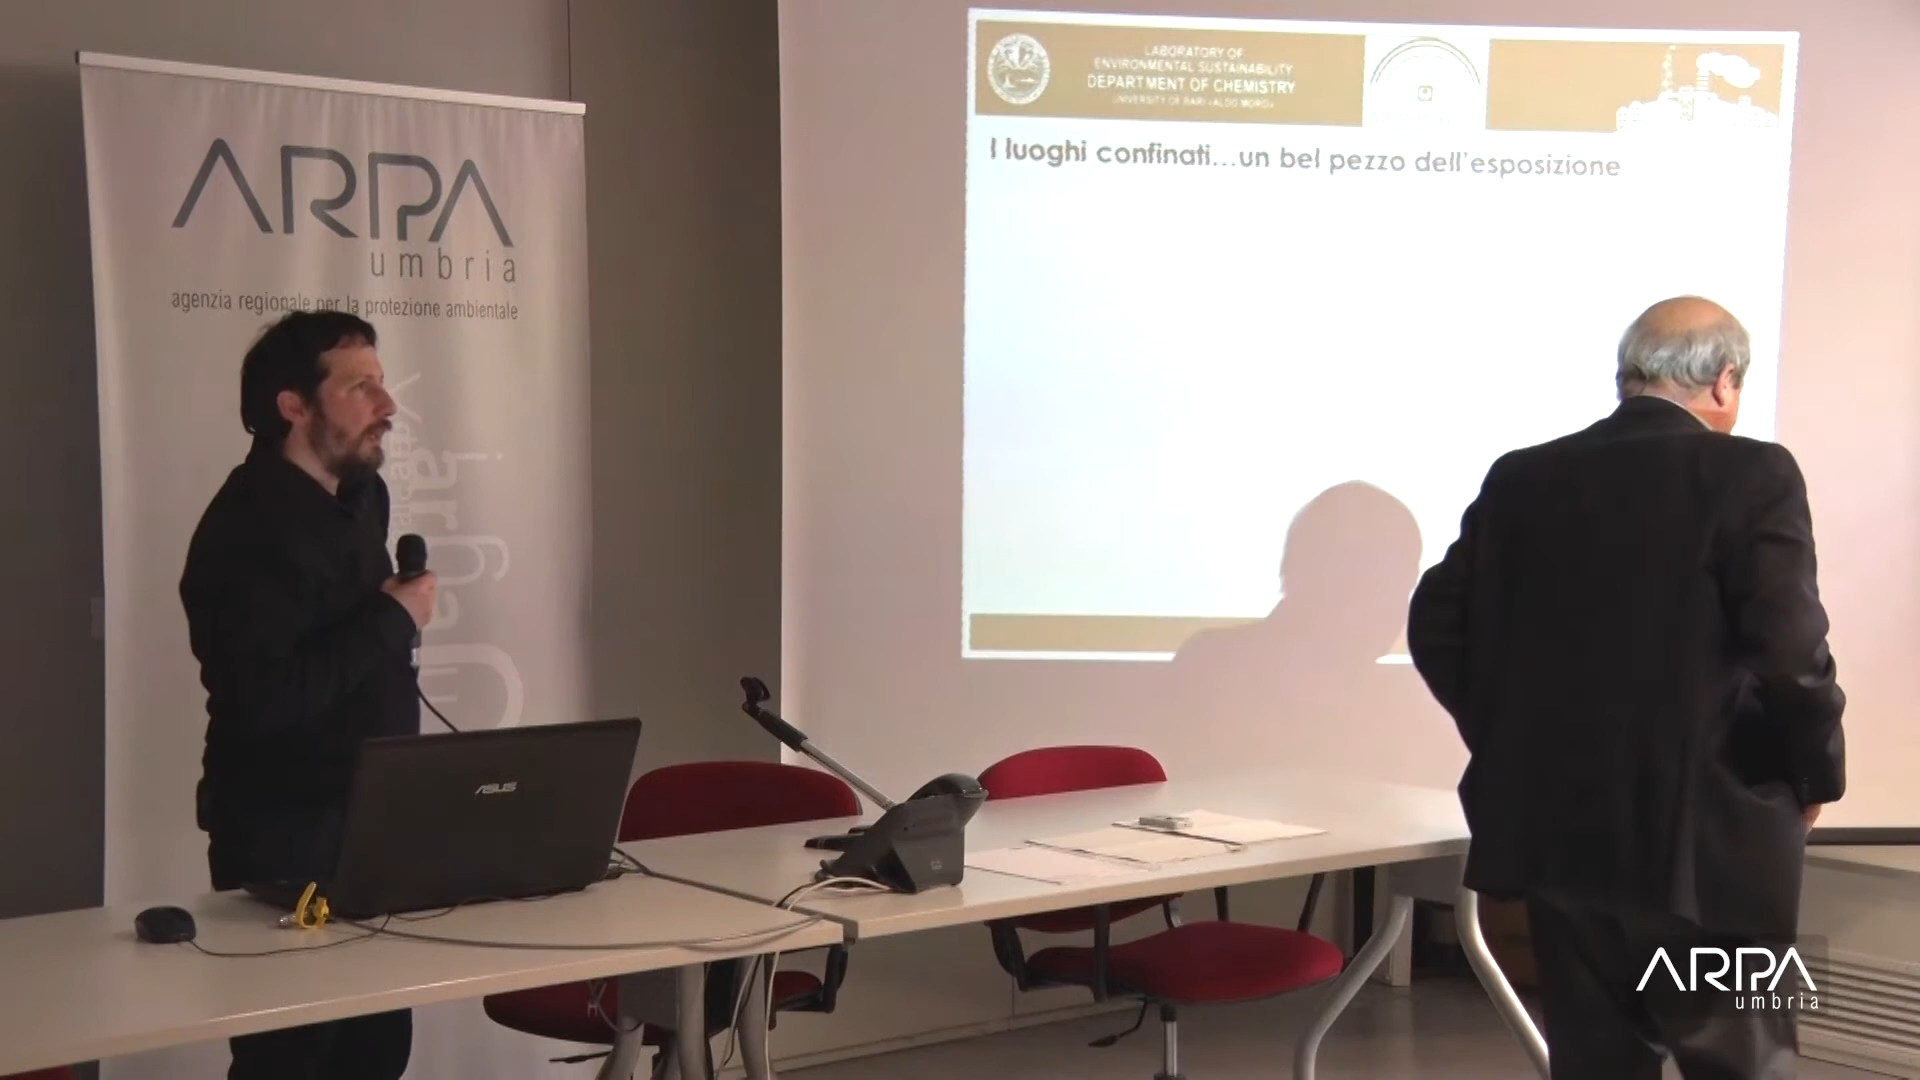 ARPA
umbria
agenzia regionale per la protezione ambientale
LABORATORY OF
ENVIRONMENTAL SUSTAINABILITY
DEPARTMENT OF CHEMISTRY
UNIVERSITY OF BARI «ALDO MORO»
I luoghi confinati...un bel pezzo dell'esposizione
ASUS
ARPA
umbria